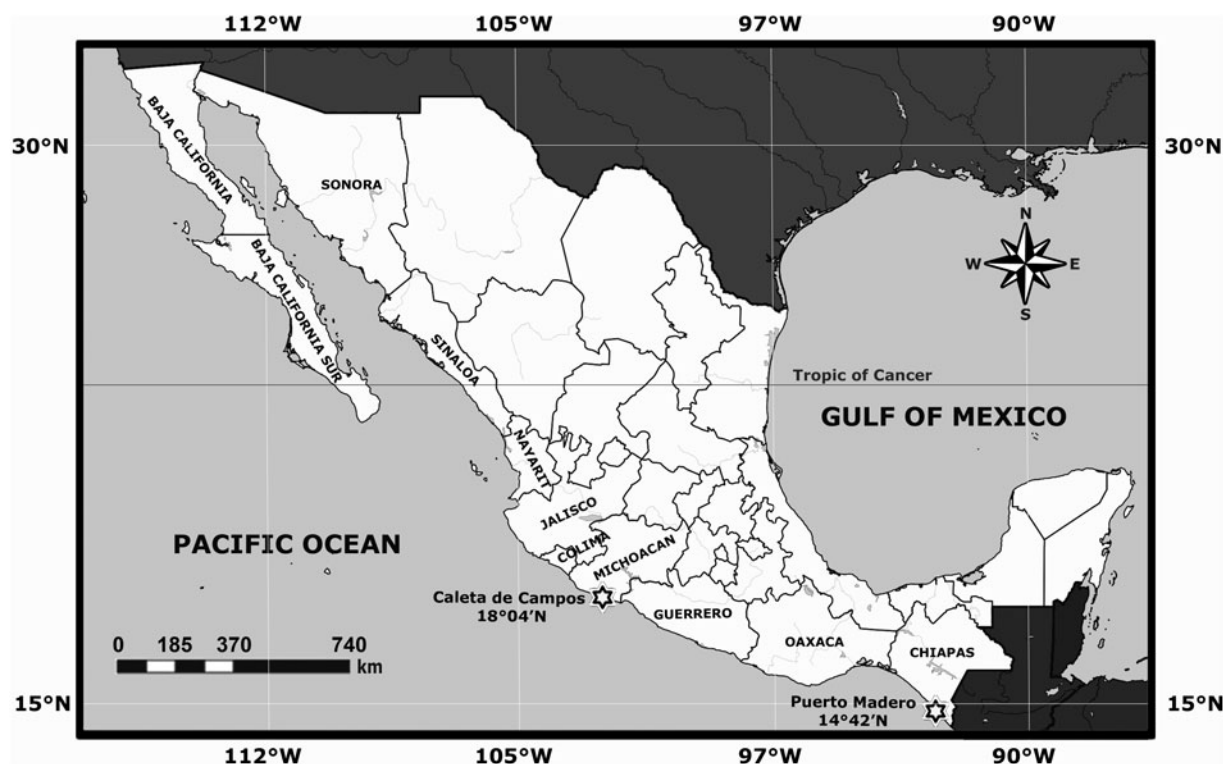 112°W 105°W 97°W 90°W
30°N 30°N
BAJA CALIFORNIA
SONORA
N
W E
S
BAJA CALIFORNIA SUR
SINALOA
Tropic of Cancer
GULF OF MEXICO
NAYARIT
JALISCO
PACIFIC OCEAN
COLIMA
MICHOACAN
Caleta de Campos
18°04’N
GUERRERO
OAXACA
CHIAPAS
0 185 370 740
km
Puerto Madero
14°42’N
15°N 15°N
112°W 105°W 97°W 90°W